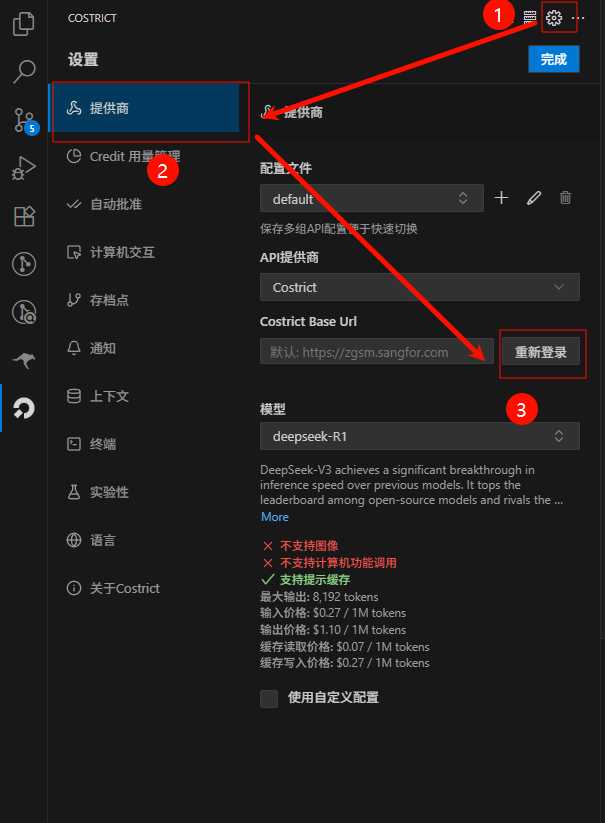 COSTRICT
1
设置
完成
提供商
提供商
5
Credit 用量管理
2
配置文件
default
自动批准
保存多组API配置便于快速切换
计算机交互
API提供商
Costrict
存档点
Costrict Base Url
通知
默认: https://zgsm.sangfor.com
重新登录
上下文
模型
3
deepseek-R1
终端
DeepSeek-V3 achieves a significant breakthrough in
inference speed over previous models. It tops the
leaderboard among open-source models and rivals the ...
More
实验性
语言
不支持图像
不支持计算机功能调用
支持提示缓存
关于Costrict
最大输出: 8,192 tokens
输入价格: $0.27 / 1M tokens
输出价格: $1.10 / 1M tokens
缓存读取价格: $0.07 / 1M tokens
缓存写入价格: $0.27 / 1M tokens
使用自定义配置